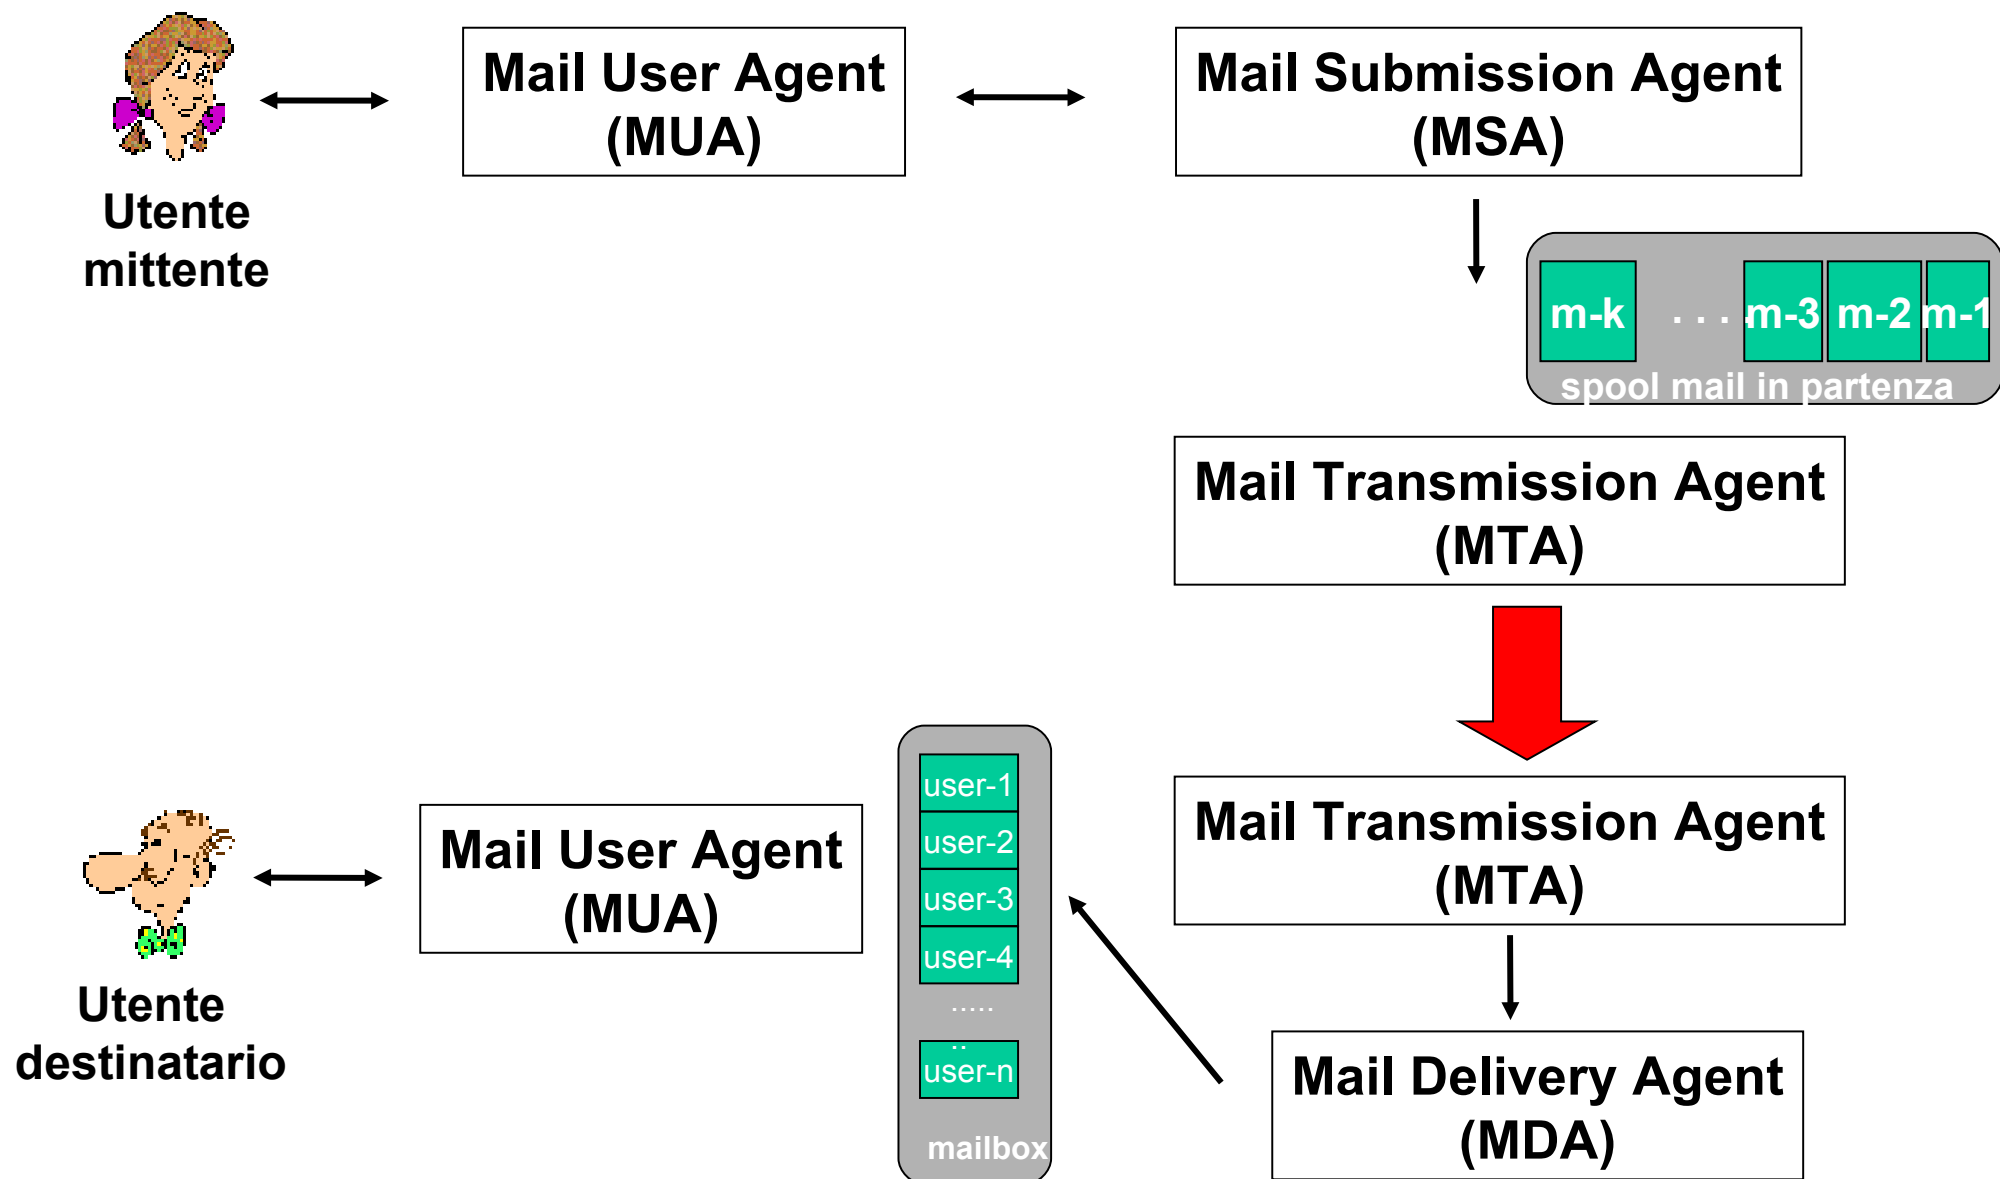 Mail User Agent
(MUA)
Mail Submission Agent
(MSA)
Utente
mittente
m-k
. . . .
m-3
m-2
m-1
spool mail in partenza
Mail Transmission Agent
(MTA)
Mail Transmission Agent
(MTA)
user-1
user-2
user-3
user-4
.....
..
user-n
mailbox
Mail User Agent
(MUA)
Utente
destinatario
Mail Delivery Agent
(MDA)